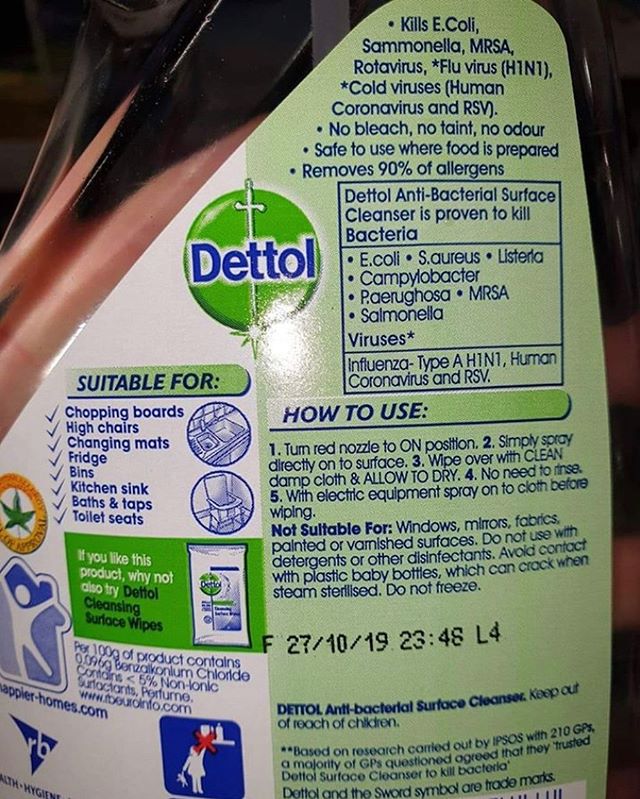 • Kills E.Coli,
Sammonella, MRSA,
Rotavirus, *Flu virus (H1N1),
*Cold viruses (Human
Coronavirus and RSV).
• No bleach, no taint, no odour
• Safe to use where food is prepared
• Removes 90% of allergens
Dettol Anti-Bacterial Surface
Cleanser is proven to kill
Bacteria
• E.coli • S.aureus • Listeria
• Campylobacter
• P.aerughosa • MRSA
• Salmonella
Viruses*
Influenza- Type A H1N1, Human
Coronavirus and RSV.
Dettol
SUITABLE FOR:
Chopping boards
High chairs
Changing mats
Fridge
Bins
Kitchen sink
Baths & taps
Toilet seats
If you like this
product, why not
also try Dettol
Cleansing
Surface Wipes
Dettol
Per 100g of product contains
0.096g Benzalkonium Chloride
Contains < 5% Non-Ionic
Surfactants, Perfume.
www.rbeuroinfo.com
appier-homes.com
rb
ALTH • HYGIENE
HOW TO USE:
1. Turn red nozzle to ON position. 2. Simply spray
directly on to surface. 3. Wipe over with CLEAN
damp cloth & ALLOW TO DRY. 4. No need to rinse.
5. With electric equipment spray on to cloth before
wiping.
Not Suitable For: Windows, mirrors, fabrics,
painted or varnished surfaces. Do not use with
detergents or other disinfectants. Avoid contact
with plastic baby bottles, which can crack when
steam sterilised. Do not freeze.
F 27/10/19 23:48 L4
DETTOL Anti-bacterial Surface Cleanser. Keep out
of reach of children.
**Based on research carried out by IPSOS with 210 GPs,
a majority of GPs questioned agreed that they 'trusted
Dettol Surface Cleanser to kill bacteria'
Dettol and the Sword symbol are trade marks.